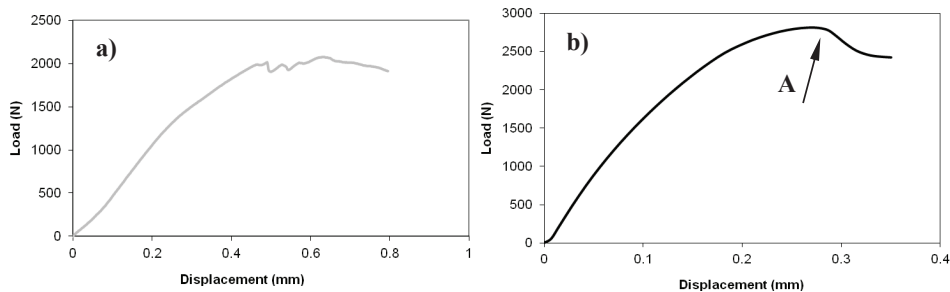 a)
2500
2000
1500
1000
500
0
Load (N)
0 0.2 0.4 0.6 0.8 1
Displacement (mm)
b)
3000
2500
2000
1500
1000
500
0
Load (N)
A
0 0.1 0.2 0.3 0.4
Displacement (mm)